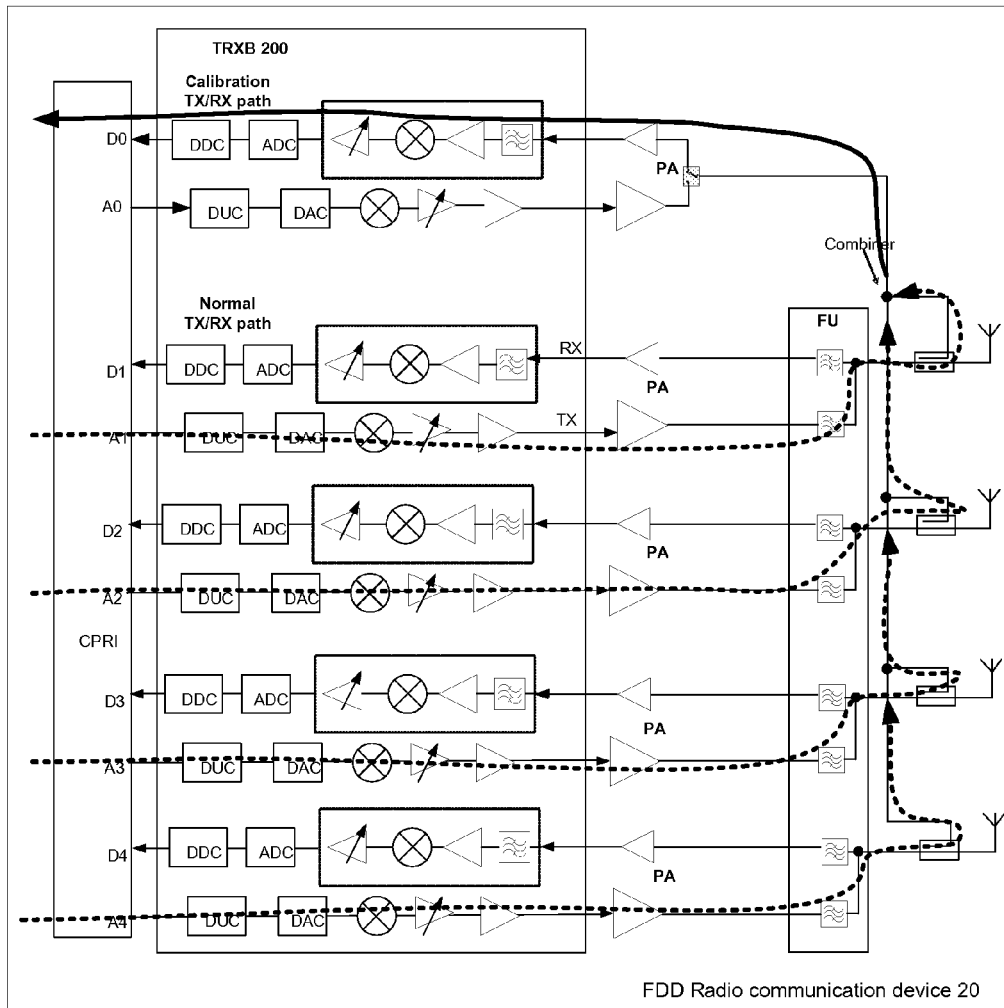 TRXB 200
Calibration
TX/RX path
D0
DDC
ADC
PA
A0
DUC
DAC
Combiner
Normal
TX/RX path
FU
RX
D1
DDC
ADC
PA
TX
A1
DUC
DAC
D2
DDC
ADC
PA
A2
DUC
DAC
CPRI
D3
DDC
ADC
PA
A3
DUC
DAC
D4
DDC
ADC
PA
A4
DUC
DAC
FDD Radio communication device 20